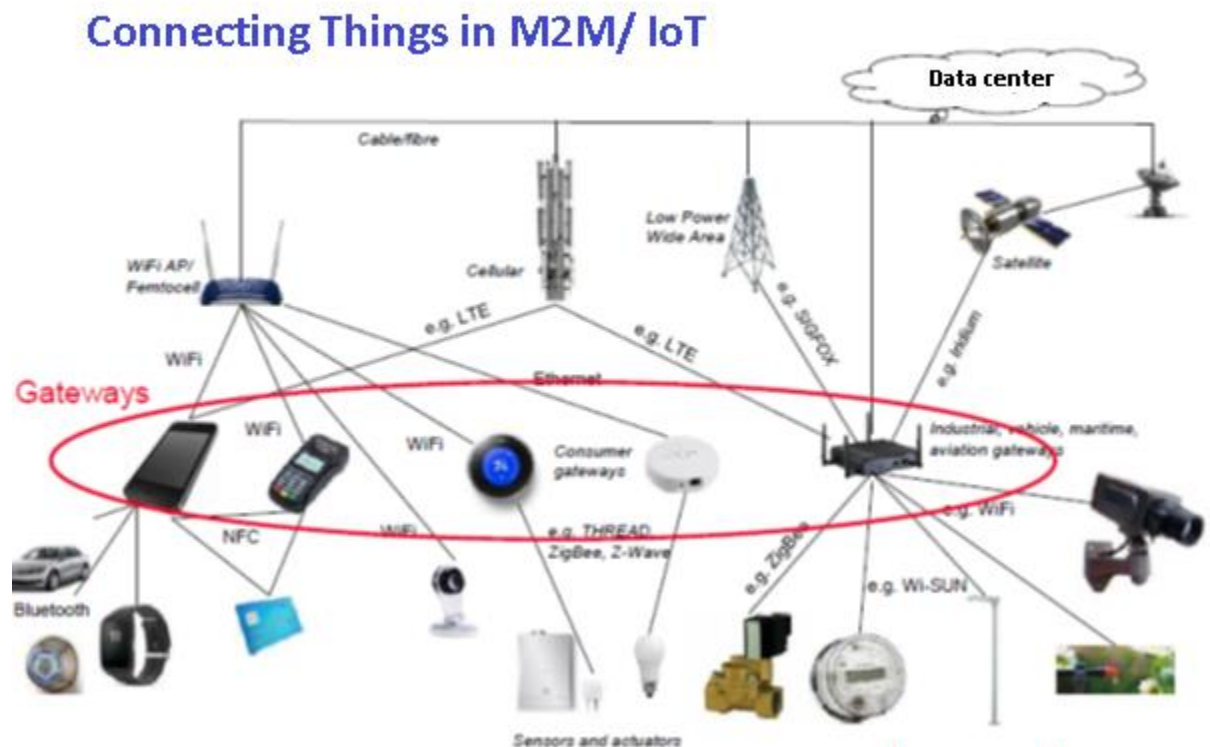 Connecting Things in M2M/ IoT
Data center
Cable/fibre
Low Power
Wide Area
WiFi AP/
Femtocell
Cellular
Satellite
e.g. LTE
e.g. LTE
e.g. SIGFOX
e.g. Iridium
WiFi
Ethernet
Gateways
WiFi
WiFi
Consumer
gateways
Industrial, vehicle, maritime,
aviation gateways
NFC
WiFi
e.g. THREAD
ZigBee, Z-Wave
e.g. ZigBee
e.g. WiFi
e.g. Wi-SUN
Bluetooth
Sensors and actuators